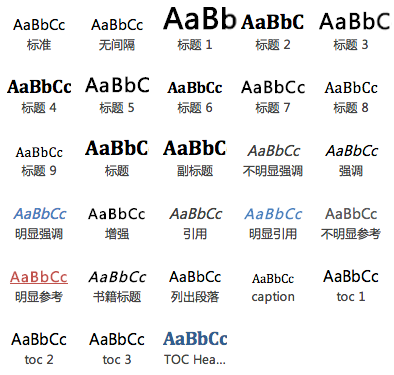 AaBbCc AaBbCc AaBb AaBbC AaBbC
标准 无间隔 标题 1 标题 2 标题 3
AaBbCc AaBbC AaBbCc AaBbCc AaBbCc
标题 4 标题 5 标题 6 标题 7 标题 8
AaBbCc AaBbC AaBbC AaBbCc AaBbCc
标题 9 标题 副标题 不明显强调 强调
AaBbCc AaBbCc AaBbCc AaBbCc AaBbCc
明显强调 增强 引用 明显引用 不明显参考
AaBbCc AaBbCc AaBbCc AaBbCc AaBbCc
明显参考 书籍标题 列出段落 caption toc 1
AaBbCc AaBbCc AaBbCc
toc 2 toc 3 TOC Hea...